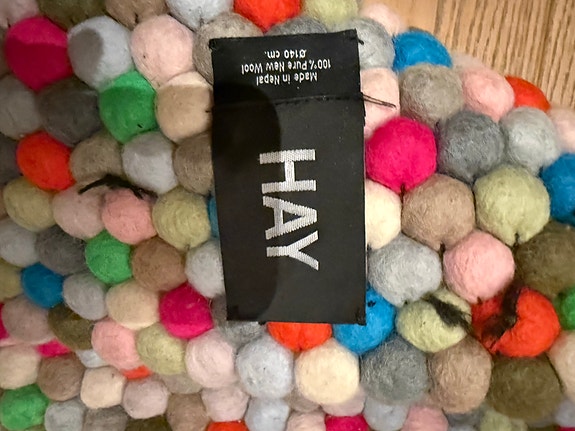 HAY
100% Pure New Wool
Made in Nepal
Ø140 cm.